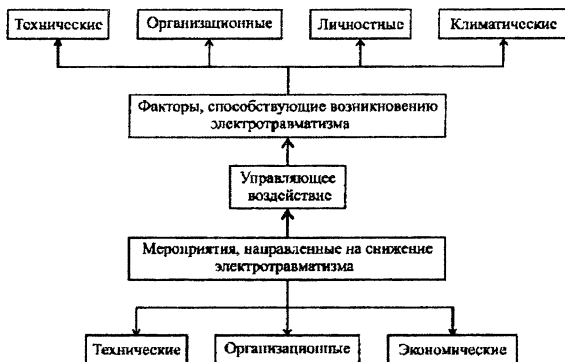 Технические Организационные Личностные Климатические
Факторы, способствующие возникновению
электротравматизма
Управляющее
воздействие
Мероприятия, направленные на снижение
электротравматизма
Технические Организационные Экономические